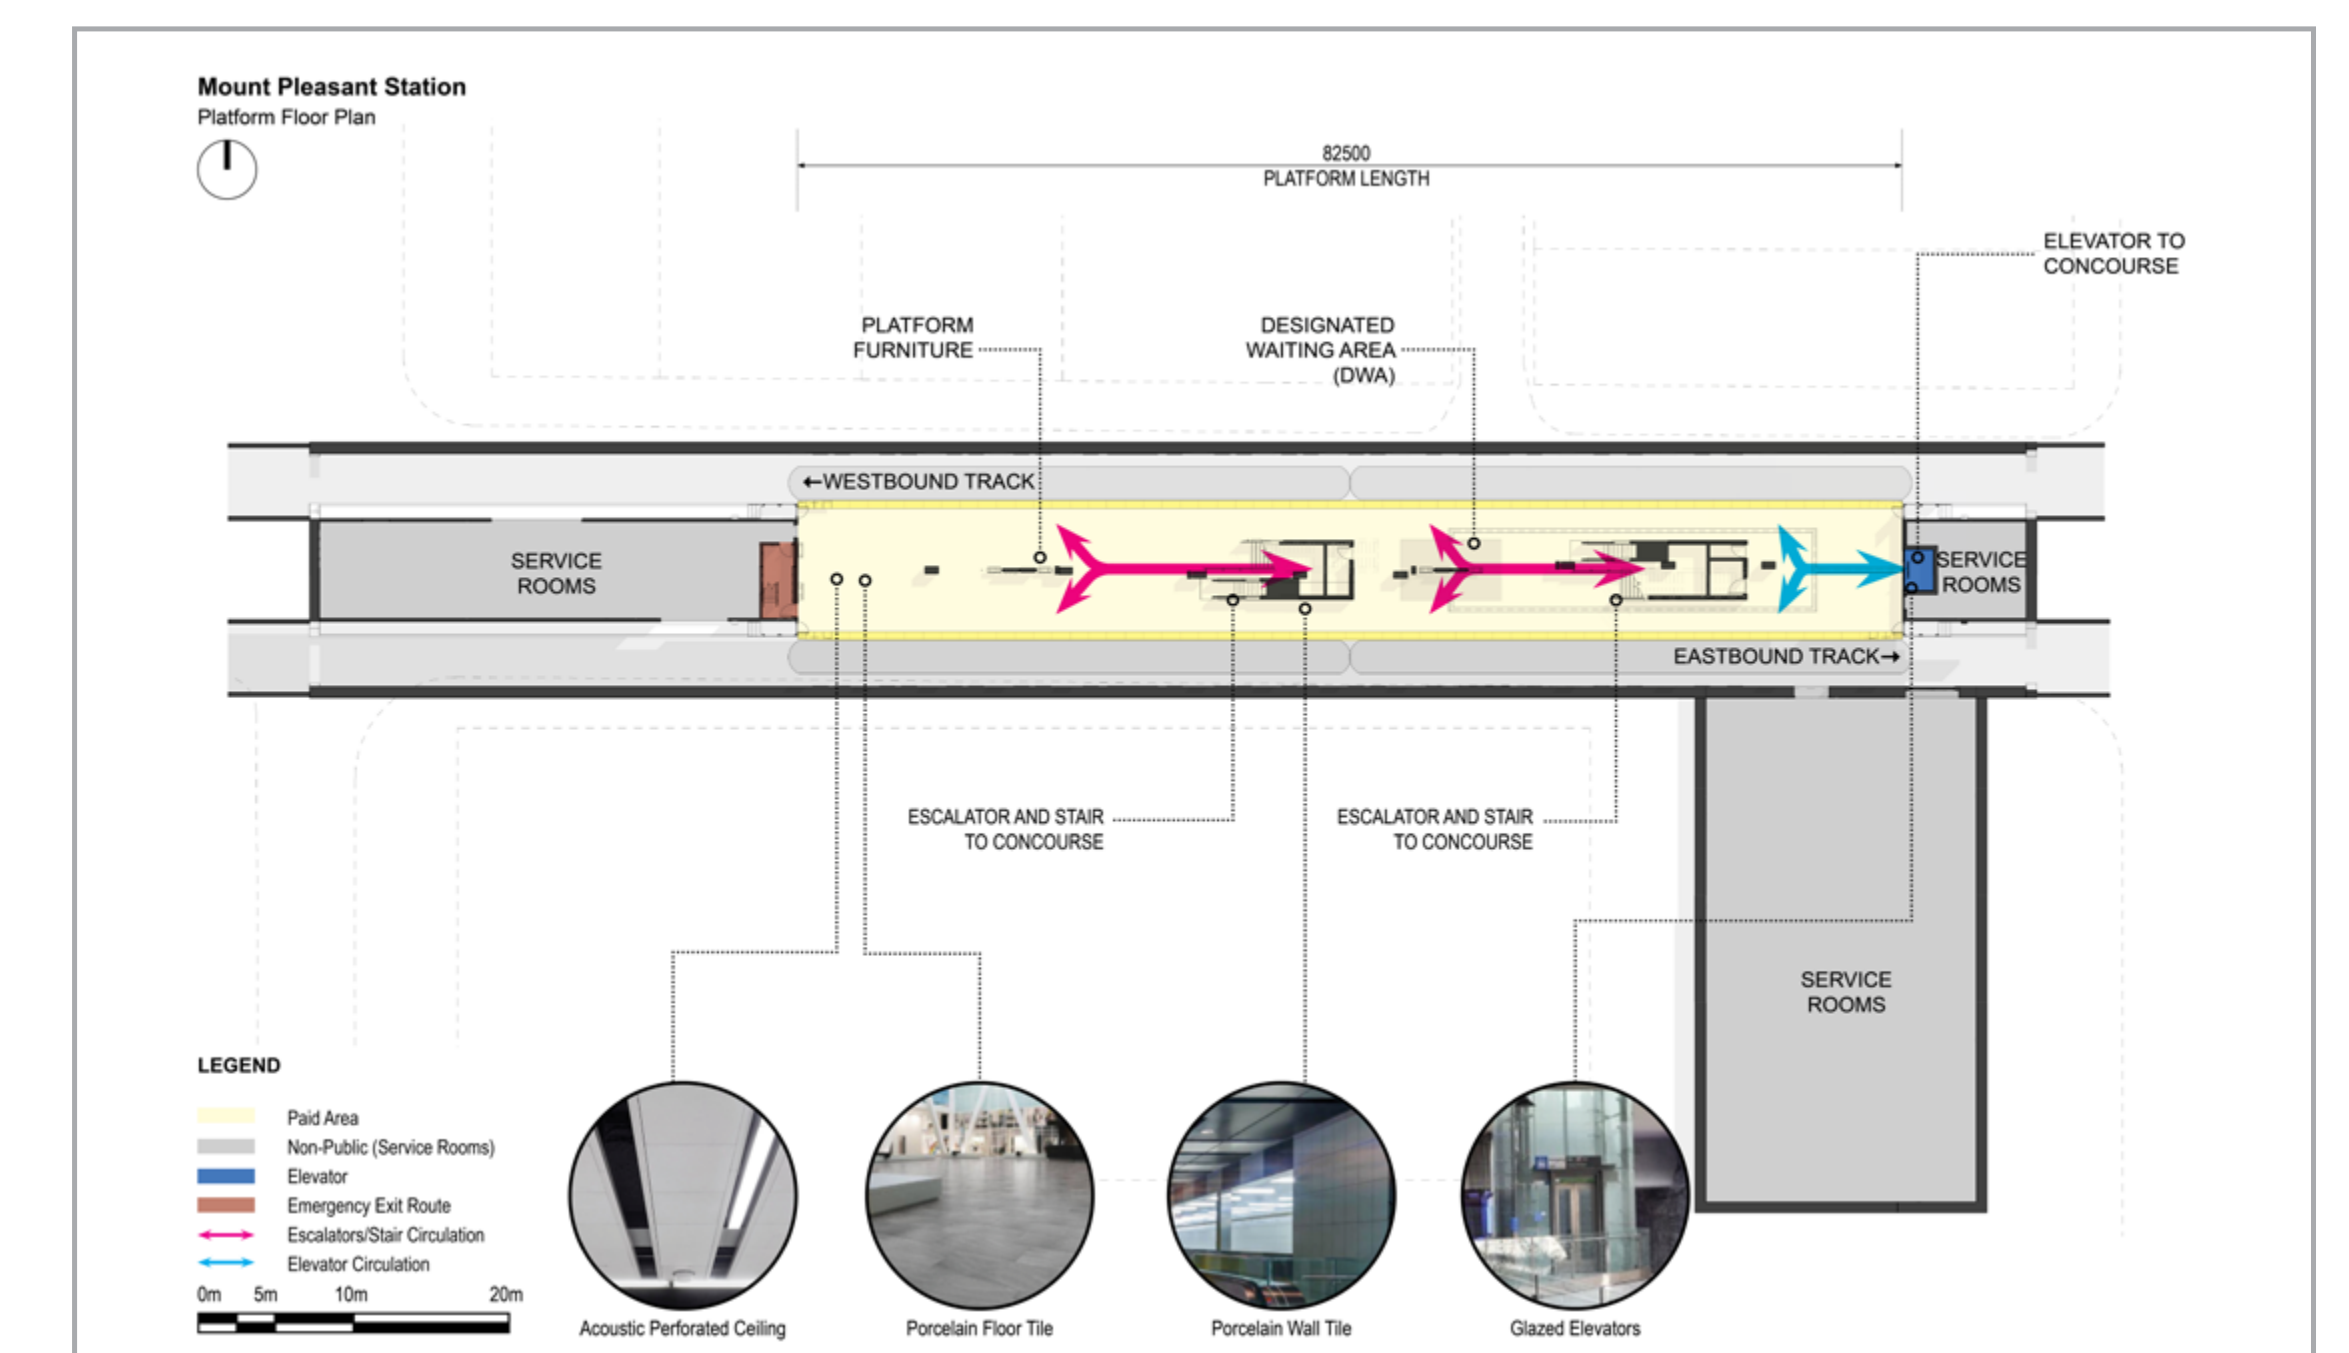 Mount Pleasant Station
Platform Floor Plan
82500
PLATFORM LENGTH
ELEVATOR TO
CONCOURSE
PLATFORM
FURNITURE
DESIGNATED
WAITING AREA
(DWA)
←WESTBOUND TRACK
SERVICE
ROOMS
SERVICE
ROOMS
EASTBOUND TRACK→
ESCALATOR AND STAIR
TO CONCOURSE
ESCALATOR AND STAIR
TO CONCOURSE
SERVICE
ROOMS
LEGEND
Paid Area
Non-Public (Service Rooms)
Elevator
Emergency Exit Route
Escalators/Stair Circulation
Elevator Circulation
0m 5m 10m 20m
Acoustic Perforated Ceiling
Porcelain Floor Tile
Porcelain Wall Tile
Glazed Elevators